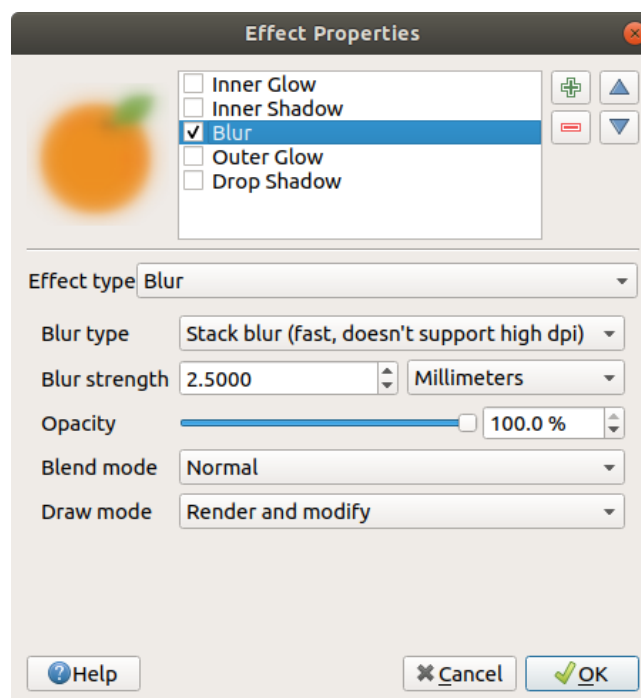 Effect Properties
Inner Glow
Inner Shadow
Blur
Outer Glow
Drop Shadow
Effect type Blur
Blur type Stack blur (fast, doesn't support high dpi)
Blur strength 2.5000 Millimeters
Opacity 100.0 %
Blend mode Normal
Draw mode Render and modify
Help Cancel OK